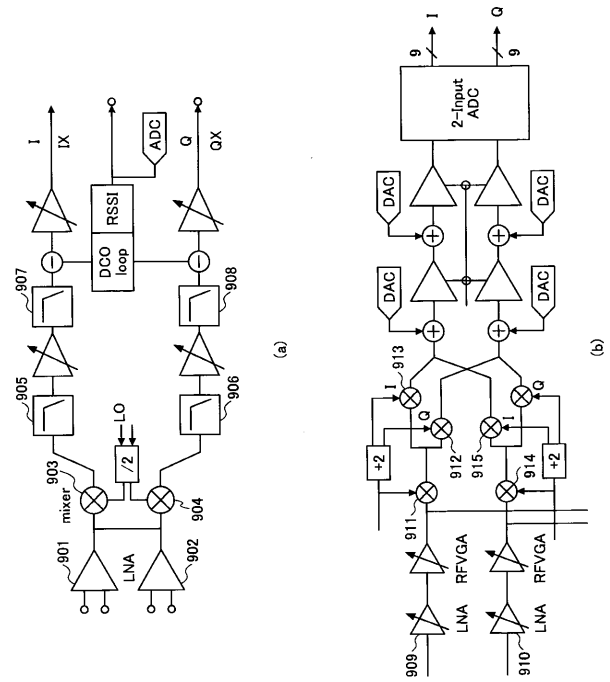 901
902
LNA
mixer
903
904
/2
LO
905
906
907
908
DCO
loop
RSSI
ADC
I
IX
Q
QX
(a)
909
910
LNA
LNA
RFVGA
RFVGA
911
÷2
I
Q
913
912
915
I
Q
914
÷2
DAC
DAC
DAC
DAC
2-Input
ADC
9
I
9
Q
(b)